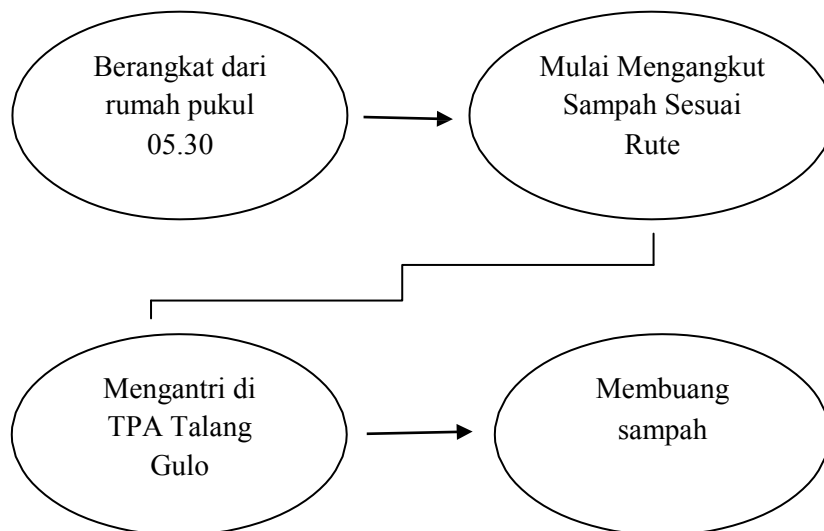 Berangkat dari
rumah pukul
05.30
Mulai Mengangkut
Sampah Sesuai
Rute
Mengantri di
TPA Talang
Gulo
Membuang
sampah